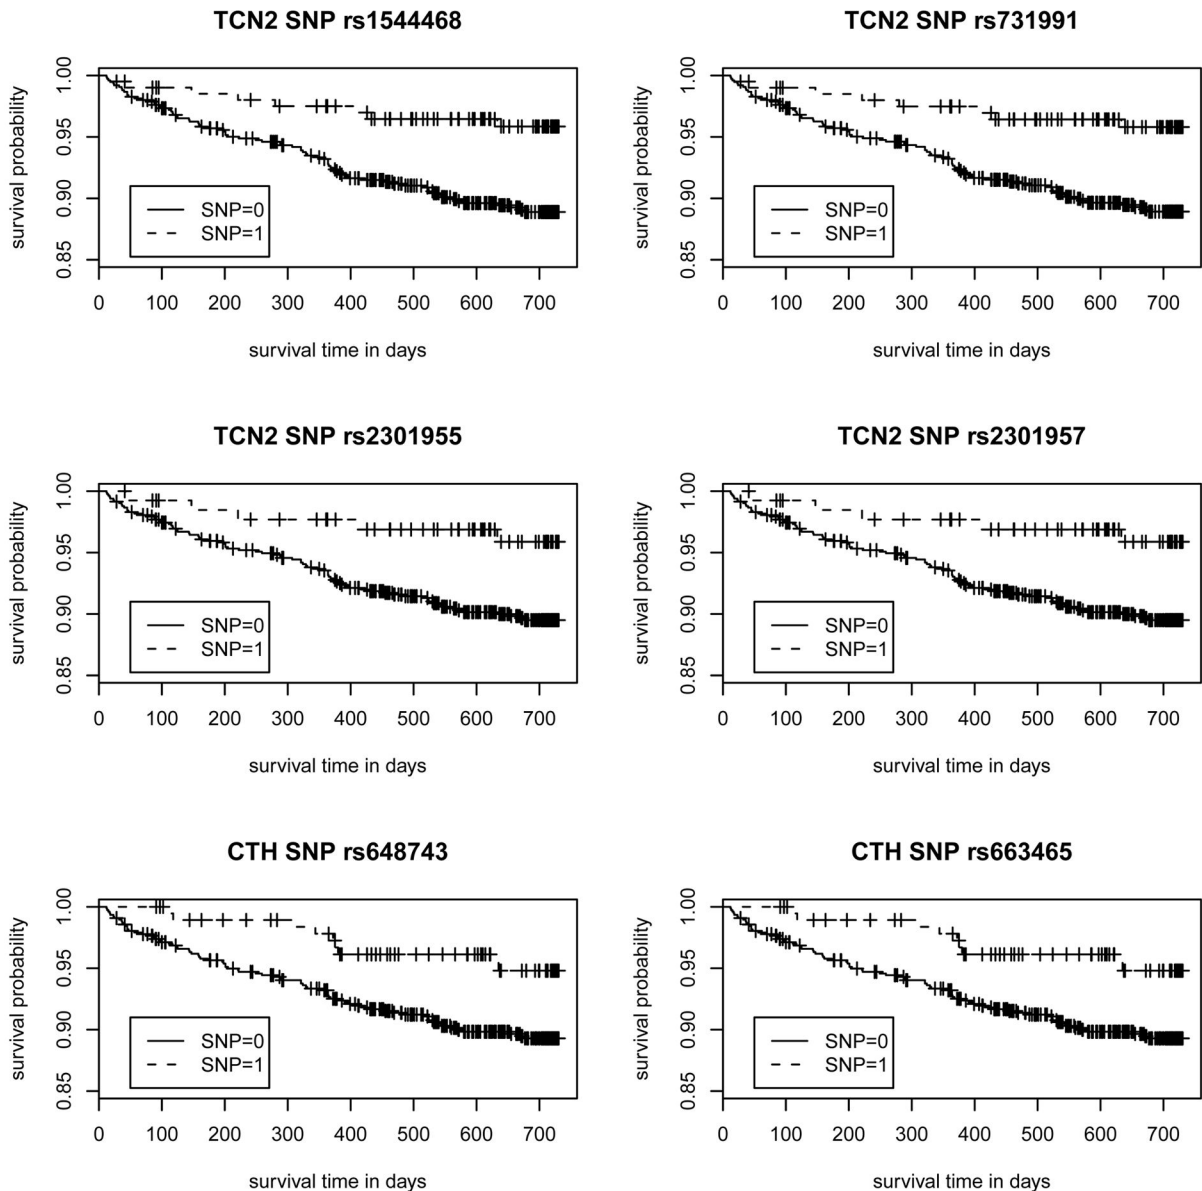 TCN2 SNP rs1544468
survival probability
1.00
0.95
0.90
0.85
SNP=0
SNP=1
0 100 200 300 400 500 600 700
survival time in days
TCN2 SNP rs731991
survival probability
1.00
0.95
0.90
0.85
SNP=0
SNP=1
0 100 200 300 400 500 600 700
survival time in days
TCN2 SNP rs2301955
survival probability
1.00
0.95
0.90
0.85
SNP=0
SNP=1
0 100 200 300 400 500 600 700
survival time in days
TCN2 SNP rs2301957
survival probability
1.00
0.95
0.90
0.85
SNP=0
SNP=1
0 100 200 300 400 500 600 700
survival time in days
CTH SNP rs648743
survival probability
1.00
0.95
0.90
0.85
SNP=0
SNP=1
0 100 200 300 400 500 600 700
survival time in days
CTH SNP rs663465
survival probability
1.00
0.95
0.90
0.85
SNP=0
SNP=1
0 100 200 300 400 500 600 700
survival time in days